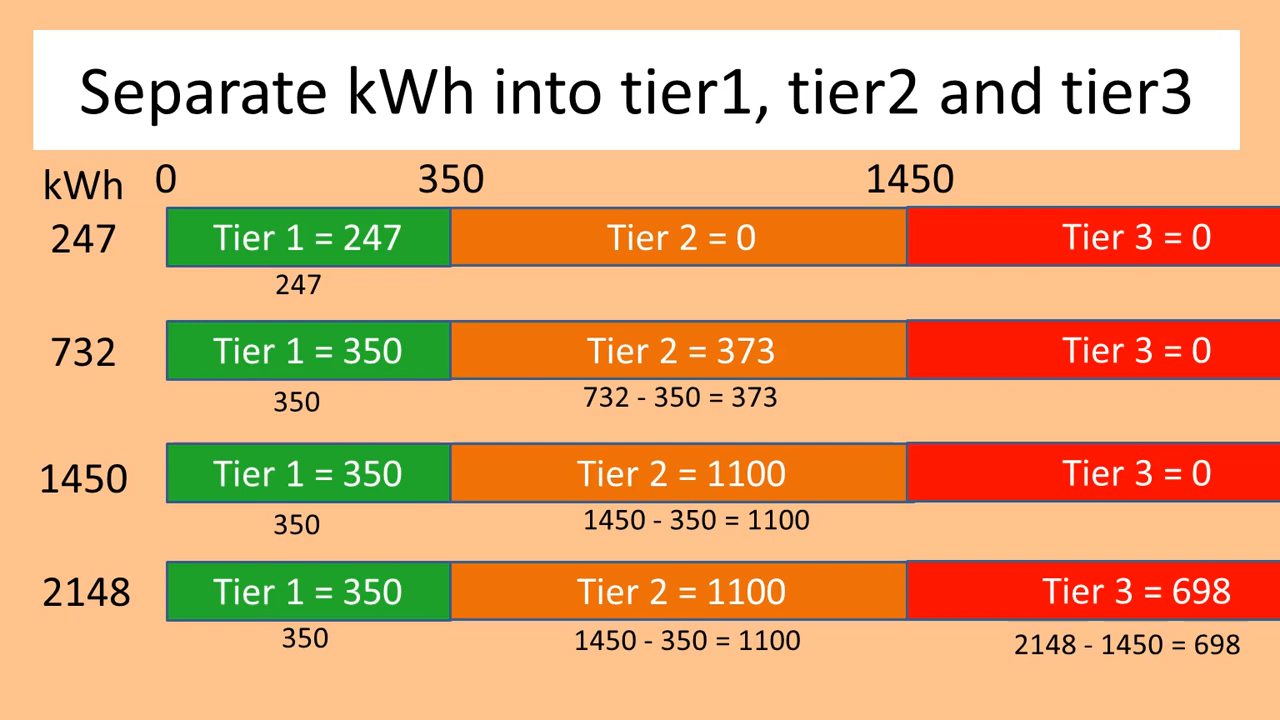 Separate kWh into tier1, tier2 and tier3
kWh 0 350 1450
247 Tier 1 = 247 Tier 2 = 0 Tier 3 = 0
247
732 Tier 1 = 350 Tier 2 = 373 Tier 3 = 0
350 732 - 350 = 373
1450 Tier 1 = 350 Tier 2 = 1100 Tier 3 = 0
350 1450 - 350 = 1100
2148 Tier 1 = 350 Tier 2 = 1100 Tier 3 = 698
350 1450 - 350 = 1100 2148 - 1450 = 698